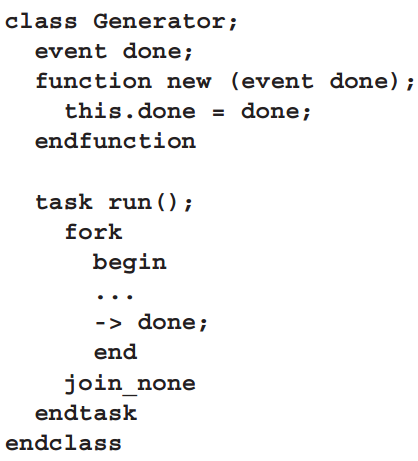 class Generator;
  event done;
  function new (event done);
    this.done = done;
  endfunction

  task run();
    fork
      begin
      ...
      -> done;
      end
    join_none
  endtask
endclass